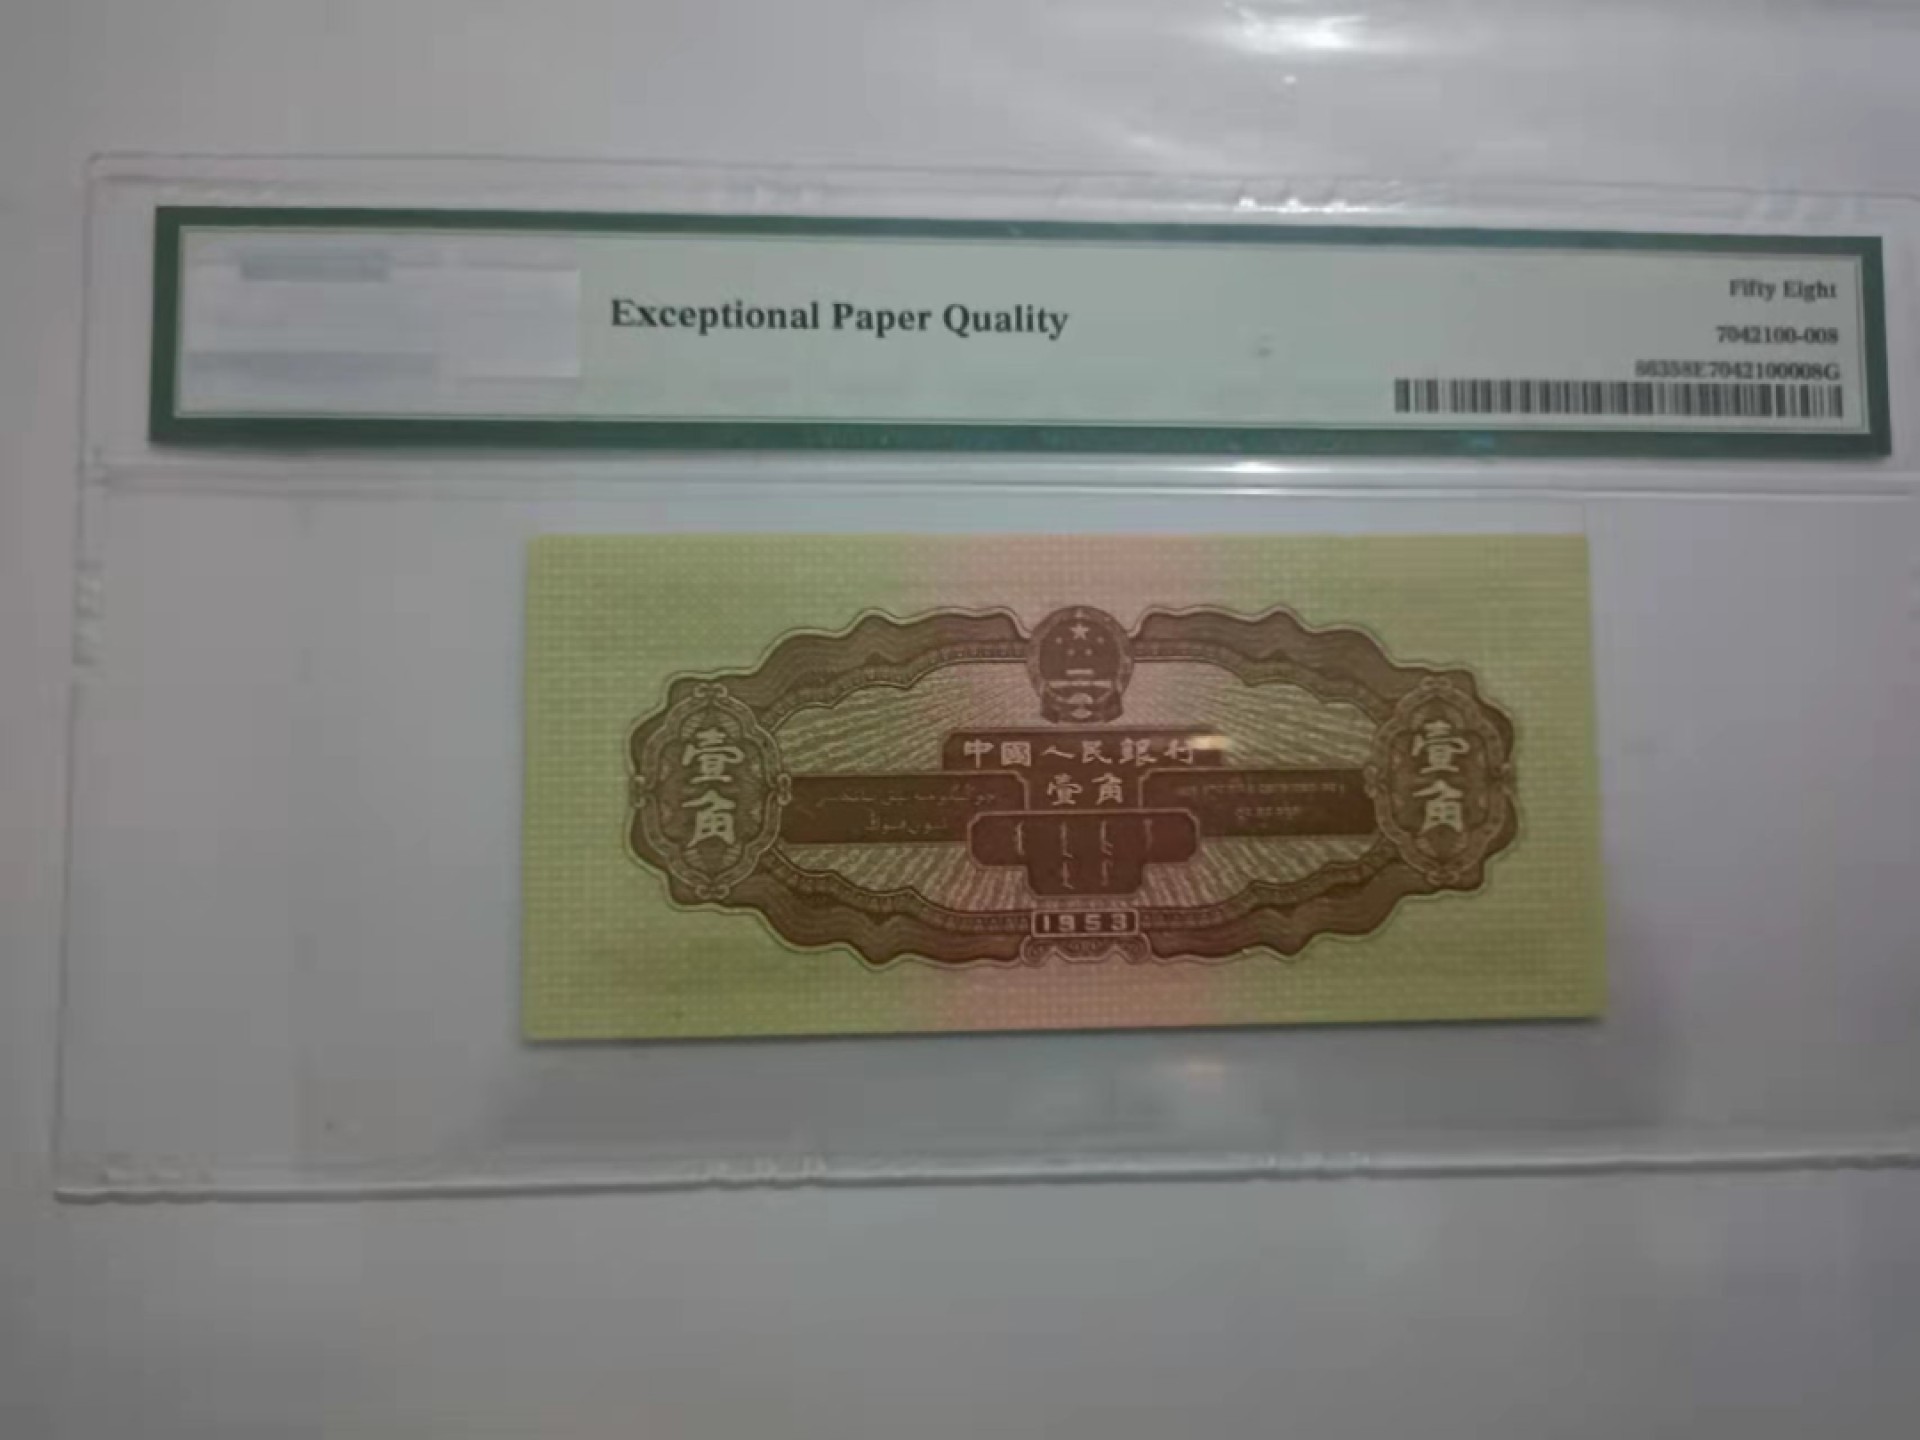 Exceptional Paper Quality
Fifty Eight
7042100-008
86358E7042100008G
中國人民銀行
壹角
壹角
壹角
1953